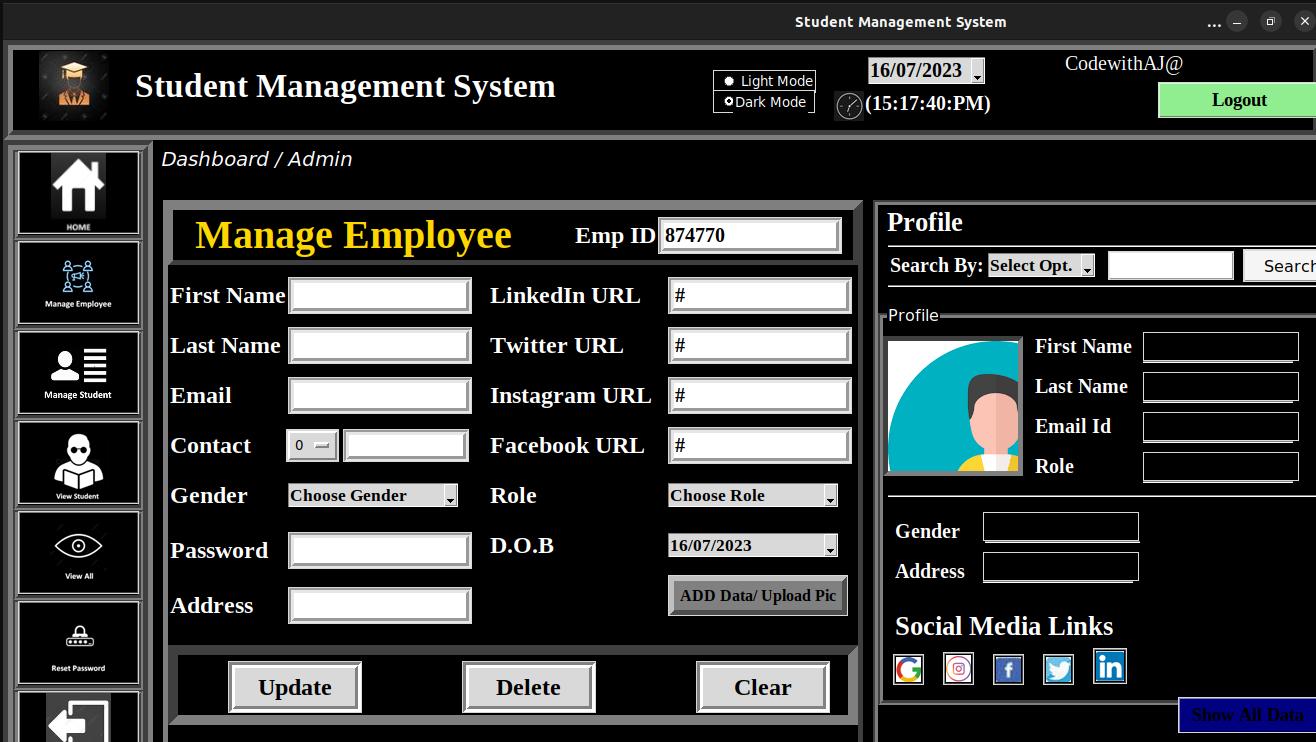 Student Management System
...
Student Management System
Light Mode
Dark Mode
16/07/2023
(15:17:40:PM)
CodewithAJ@
Logout
Dashboard / Admin
HOME
Manage Employee
Manage Student
View Student
View All
Reset Password
Manage Employee
Emp ID 874770
First Name
LinkedIn URL #
Last Name
Twitter URL #
Email
Instagram URL #
Contact 0
Facebook URL #
Gender Choose Gender
Role Choose Role
Password
D.O.B 16/07/2023
Address
ADD Data/ Upload Pic
Update Delete Clear
Profile
Search By: Select Opt. Search
Profile
First Name
Last Name
Email Id
Role
Gender
Address
Social Media Links
G f in
Show All Data